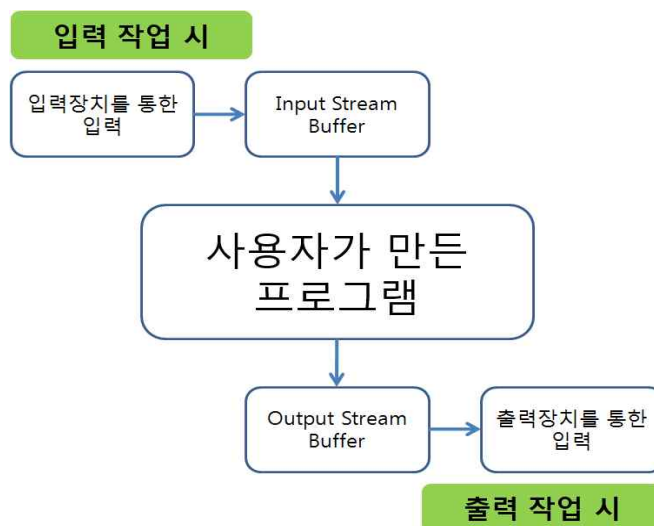 입력 작업 시
입력장치를 통한
입력
Input Stream
Buffer
사용자가 만든
프로그램
Output Stream
Buffer
출력장치를 통한
입력
출력 작업 시